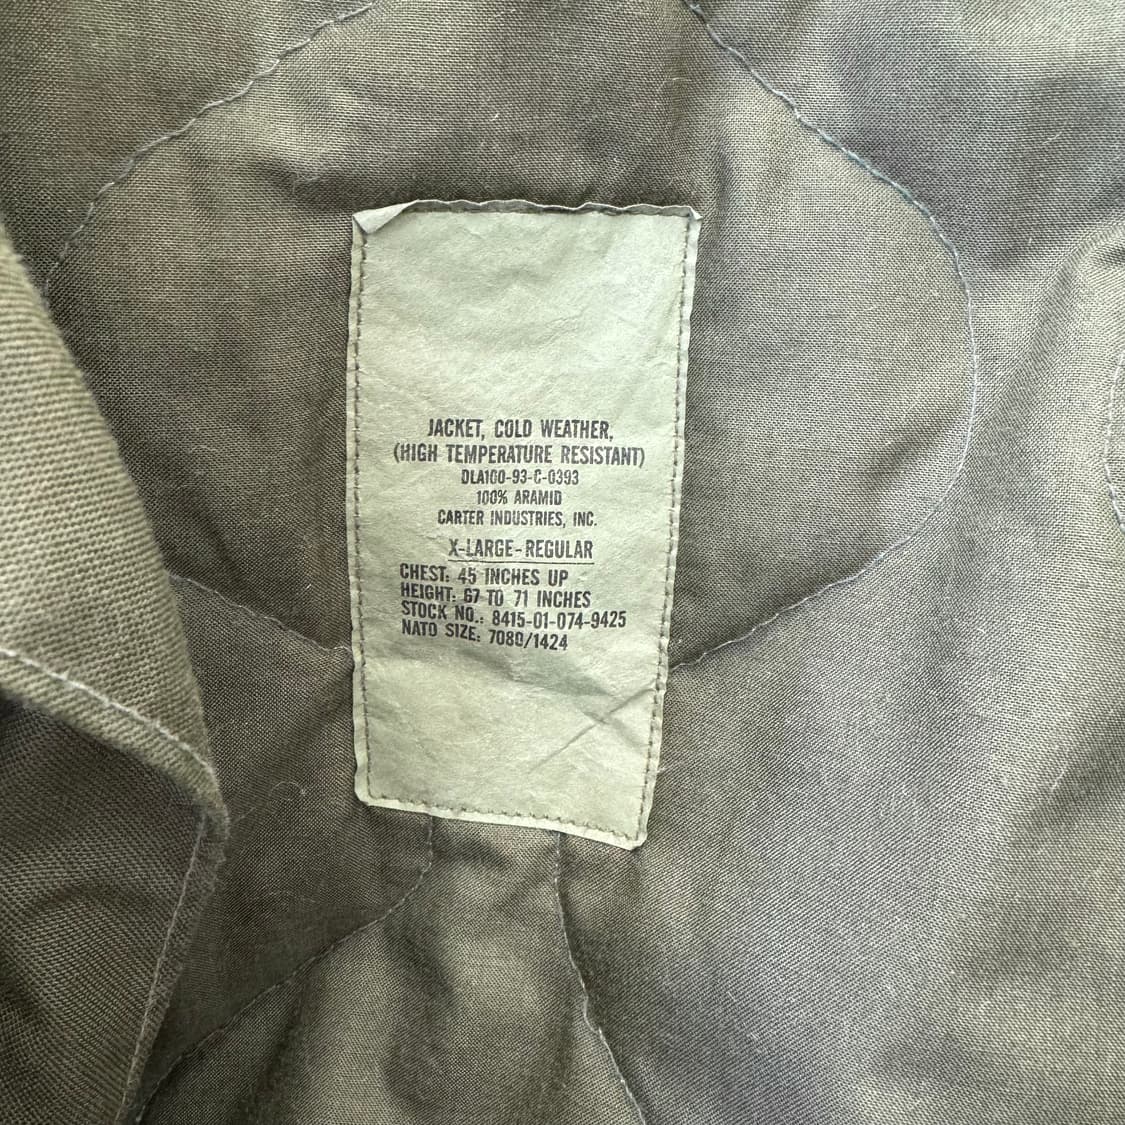 JACKET, COLD WEATHER,
(HIGH TEMPERATURE RESISTANT)
DLA100-93-C-0393
100% ARAMID
CARTER INDUSTRIES, INC.
X-LARGE-REGULAR
CHEST: 45 INCHES UP
HEIGHT: 67 TO 71 INCHES
STOCK NO.: 8415-01-074-9425
NATO SIZE: 7080/1424